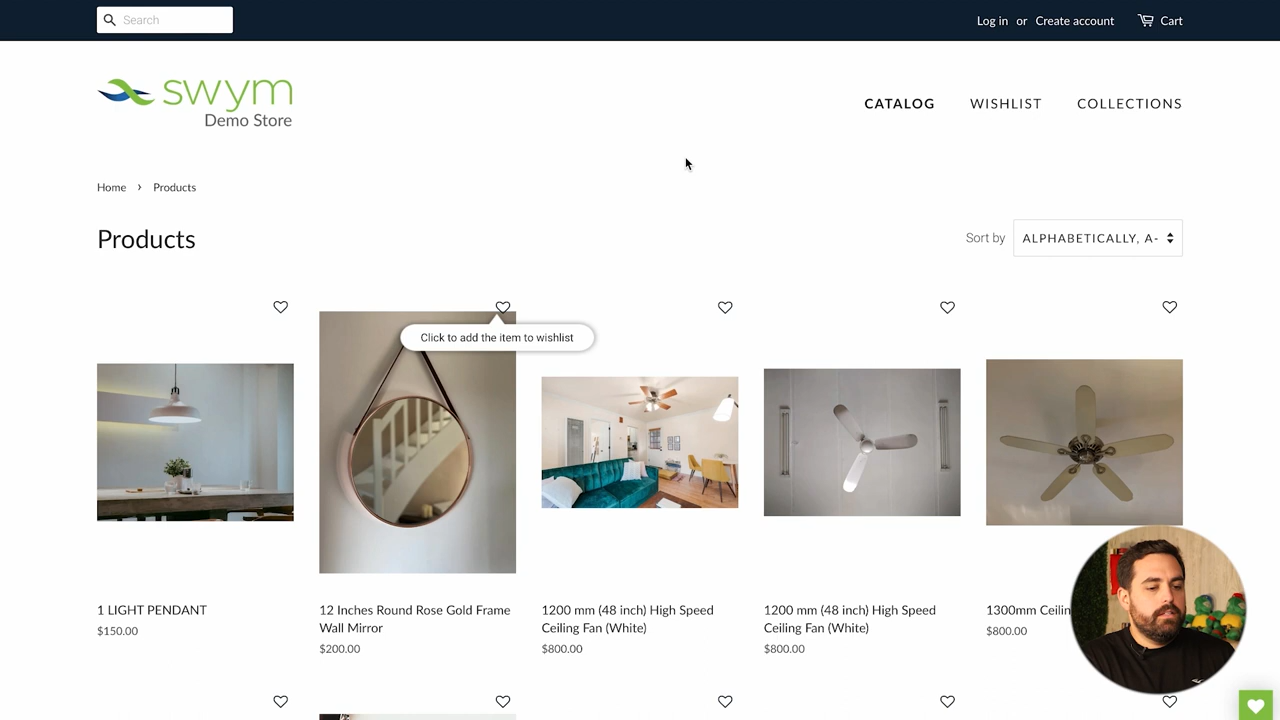 Search
Log in or Create account Cart
swym
Demo Store
CATALOG WISHLIST COLLECTIONS
Home › Products
Products
Sort by ALPHABETICALLY, A-
Click to add the item to wishlist
1 LIGHT PENDANT
$150.00
12 Inches Round Rose Gold Frame
Wall Mirror
$200.00
1200 mm (48 inch) High Speed
Ceiling Fan (White)
$800.00
1200 mm (48 inch) High Speed
Ceiling Fan (White)
$800.00
1300mm Ceilin
$800.00